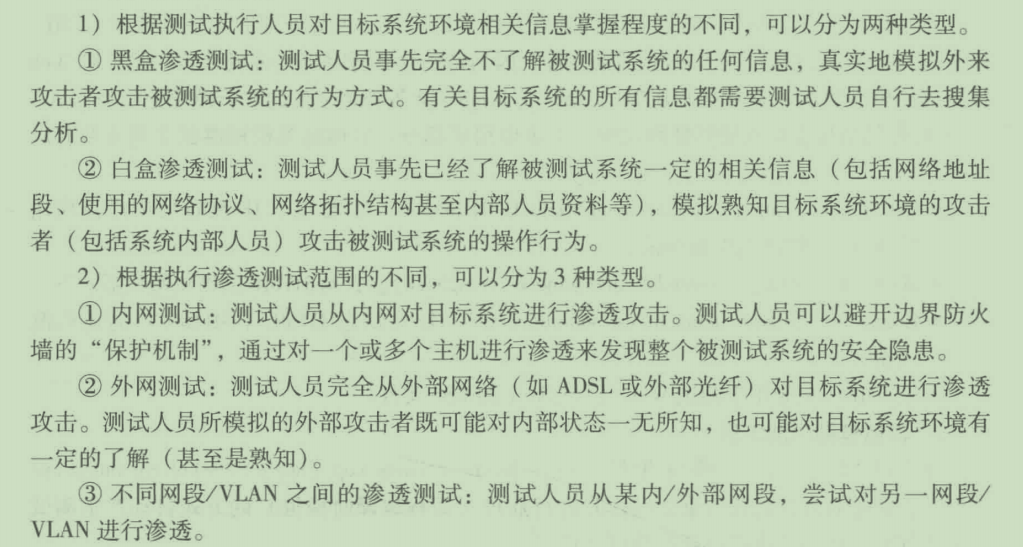 1）根据测试执行人员对目标系统环境相关信息掌握程度的不同，可以分为两种类型。
① 黑盒渗透测试：测试人员事先完全不了解被测试系统的任何信息，真实地模拟外来
攻击者攻击被测试系统的行为方式。有关目标系统的所有信息都需要测试人员自行去搜集
分析。
② 白盒渗透测试：测试人员事先已经了解被测试系统一定的相关信息（包括网络地址
段、使用的网络协议、网络拓扑结构甚至内部人员资料等），模拟熟知目标系统环境的攻击
者（包括系统内部人员）攻击被测试系统的操作行为。
2）根据执行渗透测试范围的不同，可以分为 3 种类型。
① 内网测试：测试人员从内网对目标系统进行渗透攻击。测试人员可以避开边界防火
墙的“保护机制”，通过对一个或多个主机进行渗透来发现整个被测试系统的安全隐患。
② 外网测试：测试人员完全从外部网络（如 ADSL 或外部光纤）对目标系统进行渗透
攻击。测试人员所模拟的外部攻击者既可能对内部状态一无所知，也可能对目标系统环境有
一定的了解（甚至是熟知）。
③ 不同网段/VLAN 之间的渗透测试：测试人员从某内/外部网段，尝试对另一网段/
VLAN 进行渗透。